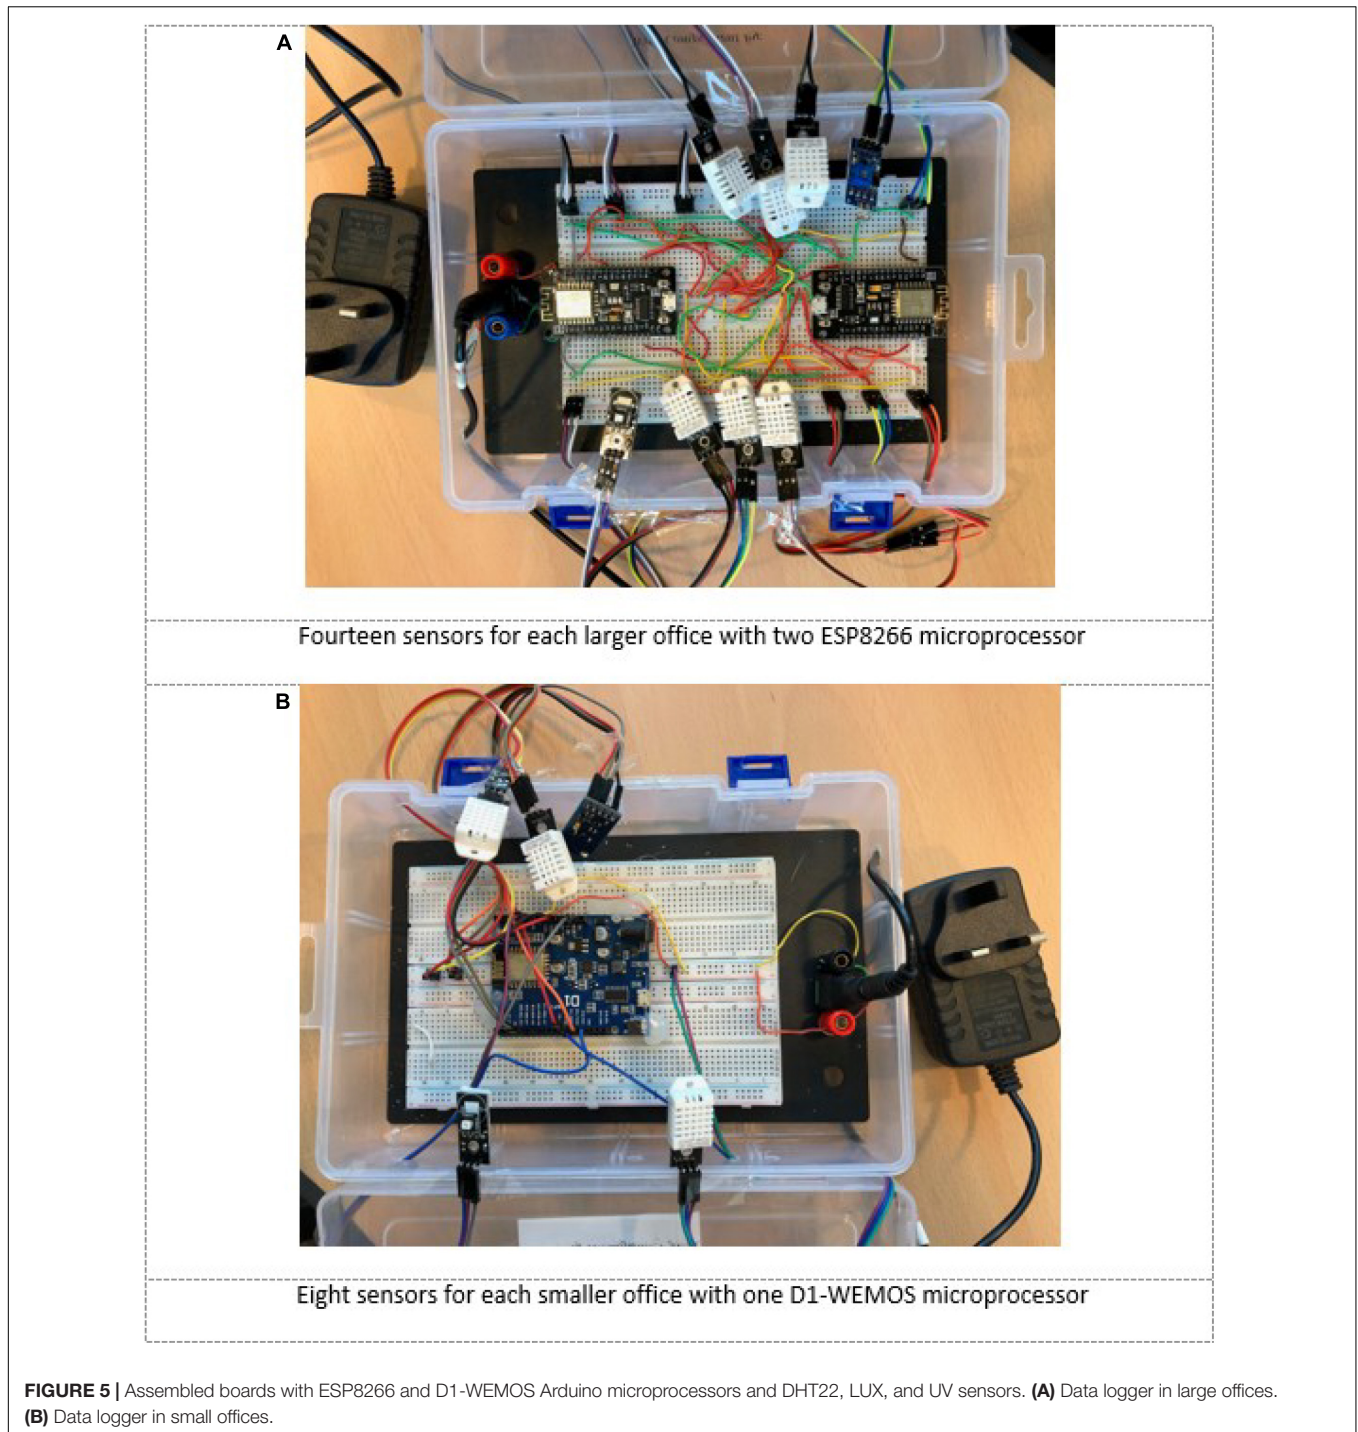 A
Fourteen sensors for each larger office with two ESP8266 microprocessor
B
D1
Eight sensors for each smaller office with one D1-WEMOS microprocessor
FIGURE 5 | Assembled boards with ESP8266 and D1-WEMOS Arduino microprocessors and DHT22, LUX, and UV sensors. (A) Data logger in large offices.
(B) Data logger in small offices.